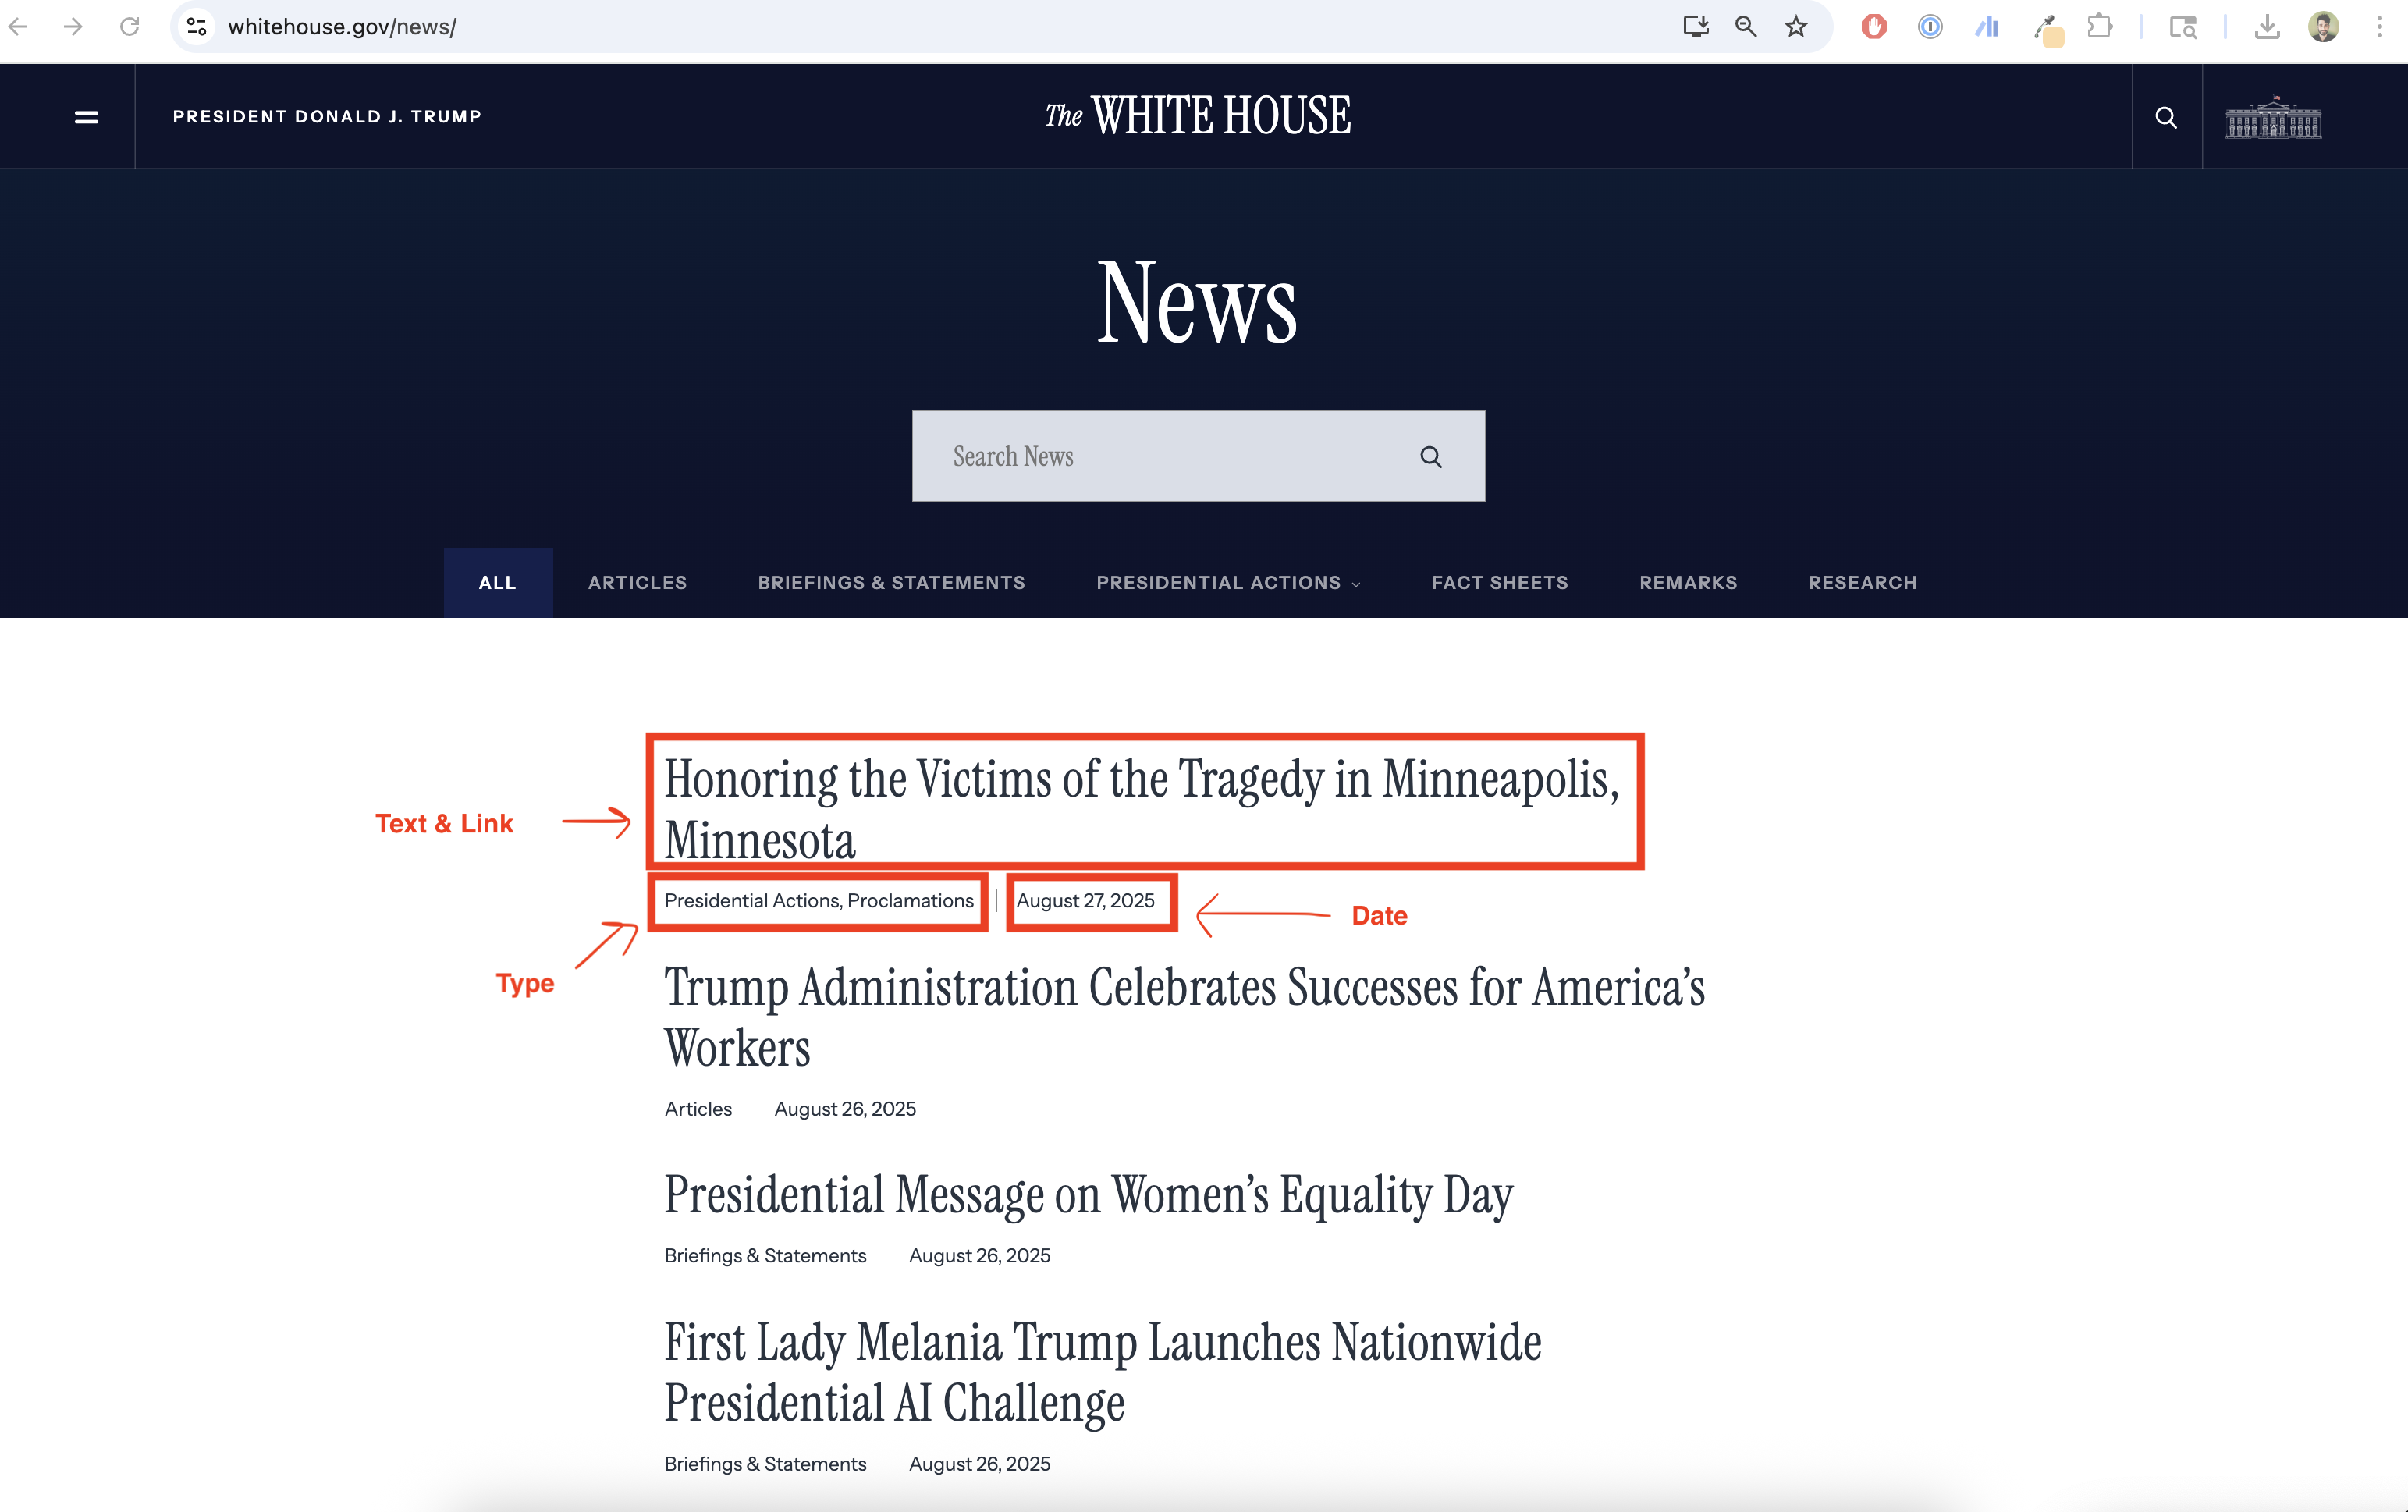 whitehouse.gov/news/
PRESIDENT DONALD J. TRUMP
The WHITE HOUSE
News
Search News
ALL
ARTICLES
BRIEFINGS & STATEMENTS
PRESIDENTIAL ACTIONS
FACT SHEETS
REMARKS
RESEARCH
Honoring the Victims of the Tragedy in Minneapolis,
Minnesota
Text & Link
Presidential Actions, Proclamations
August 27, 2025
Date
Type
Trump Administration Celebrates Successes for America’s
Workers
Articles
August 26, 2025
Presidential Message on Women’s Equality Day
Briefings & Statements
August 26, 2025
First Lady Melania Trump Launches Nationwide
Presidential AI Challenge
Briefings & Statements
August 26, 2025